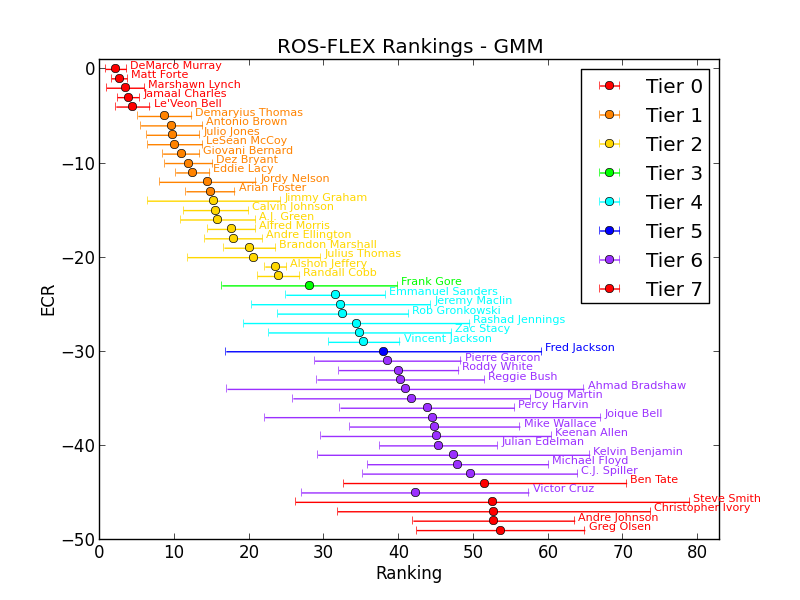 ROS-FLEX Rankings - GMM
DeMarco Murray
Matt Forte
Marshawn Lynch
Jamaal Charles
Le'Veon Bell
Demaryius Thomas
Antonio Brown
Julio Jones
LeSean McCoy
Giovani Bernard
Dez Bryant
Eddie Lacy
Jordy Nelson
Arian Foster
Jimmy Graham
Calvin Johnson
A.J. Green
Alfred Morris
Andre Ellington
Brandon Marshall
Julius Thomas
Alshon Jeffery
Randall Cobb
Frank Gore
Emmanuel Sanders
Jeremy Maclin
Rob Gronkowski
Rashad Jennings
Zac Stacy
Vincent Jackson
Fred Jackson
Pierre Garcon
Roddy White
Reggie Bush
Ahmad Bradshaw
Doug Martin
Percy Harvin
Joique Bell
Mike Wallace
Keenan Allen
Julian Edelman
Kelvin Benjamin
Michael Floyd
C.J. Spiller
Ben Tate
Victor Cruz
Steve Smith
Christopher Ivory
Andre Johnson
Greg Olsen
Tier 0
Tier 1
Tier 2
Tier 3
Tier 4
Tier 5
Tier 6
Tier 7
ECR
0
−10
−20
−30
−40
−50
0 10 20 30 40 50 60 70 80
Ranking